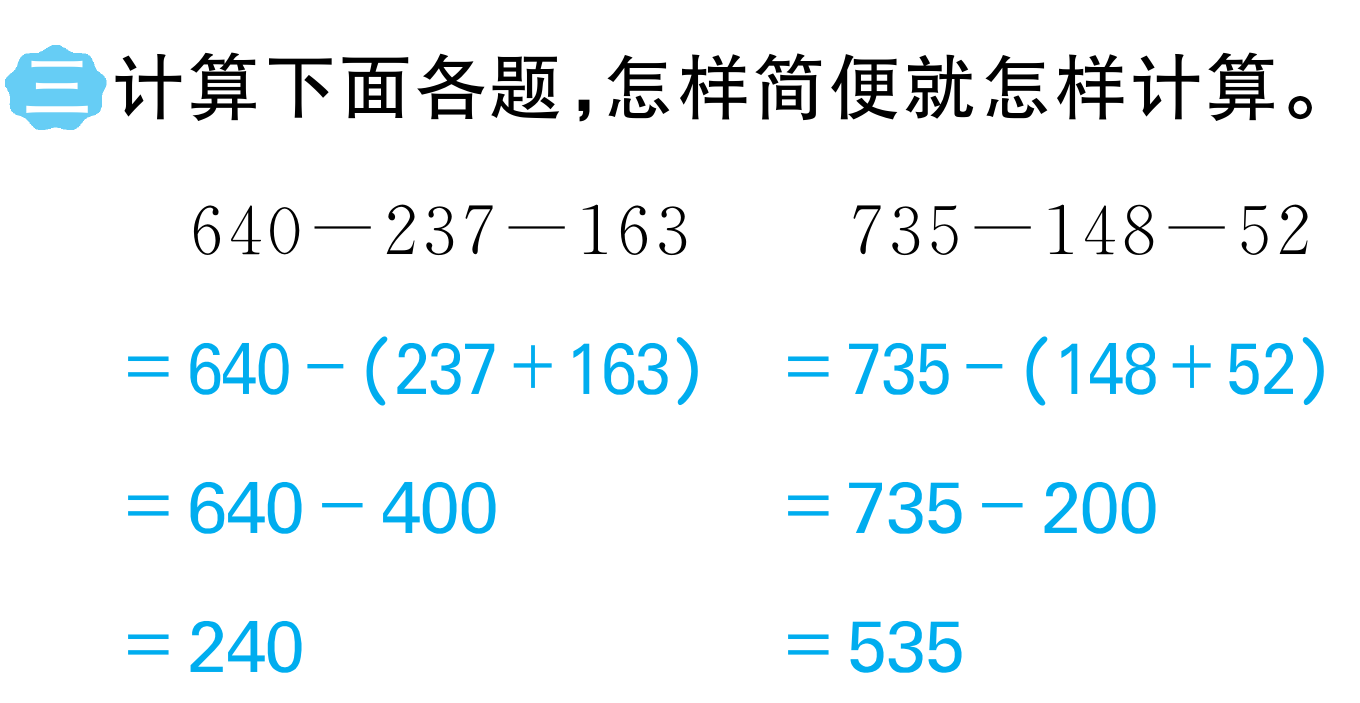 三 计算下面各题,怎样简便就怎样计算。
640-237-163 735-148-52
=640-(237+163) =735-(148+52)
=640-400 =735-200
=240 =535